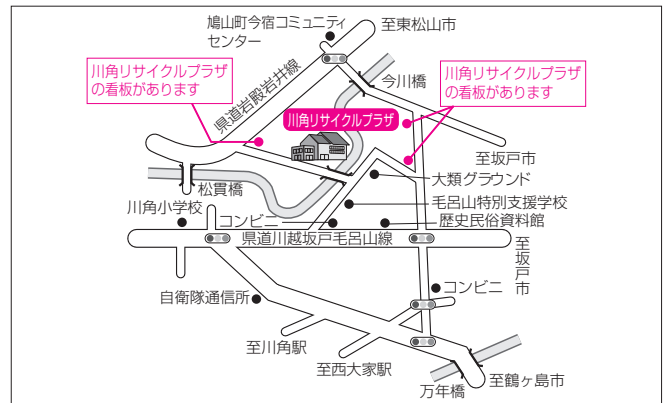 鳩山町今宿コミュニティ
センター
至東松山市
川角リサイクルプラザ
の看板があります
県道岩殿岩井線
今川橋
川角リサイクルプラザ
の看板があります
川角リサイクルプラザ
至坂戸市
松貫橋
大類グラウンド
毛呂山特別支援学校
川角小学校
コンビニ
歴史民俗資料館
県道川越坂戸毛呂山線
至坂戸市
コンビニ
自衛隊通信所
至川角駅
至西大家駅
万年橋
至鶴ヶ島市